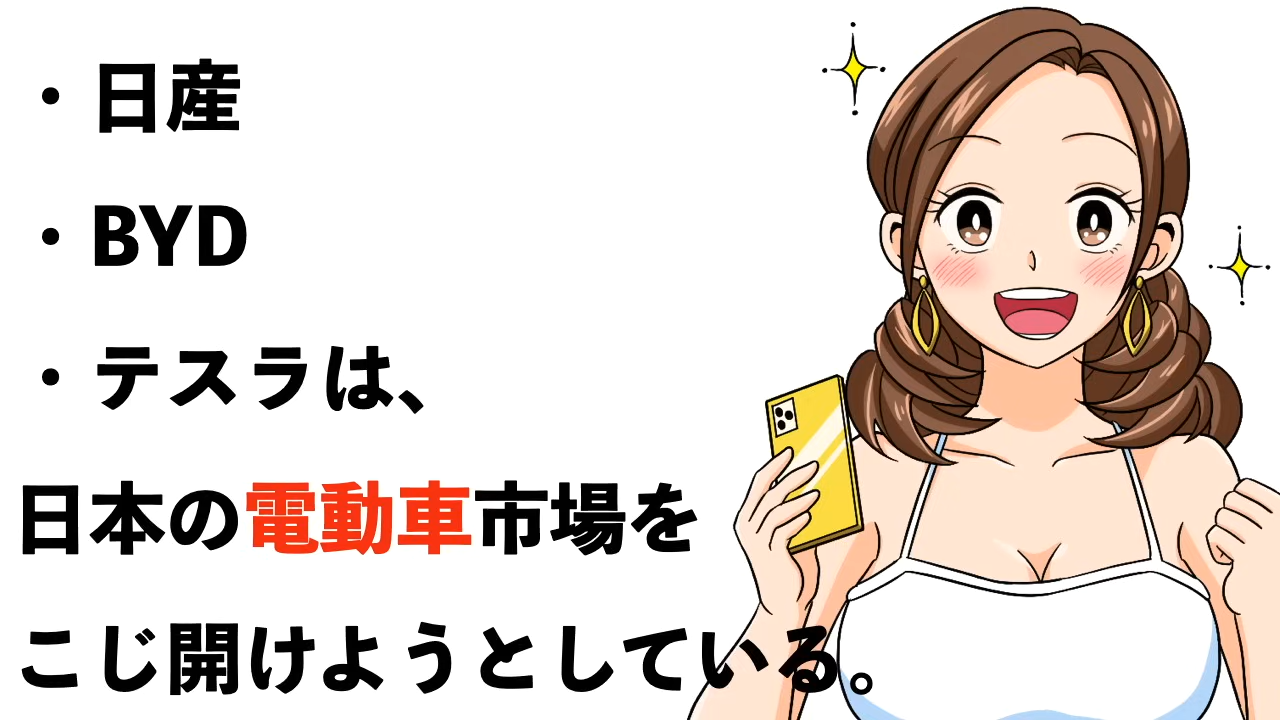 ・日産
・BYD
・テスラは、
日本の電動車市場を
こじ開けようとしている。